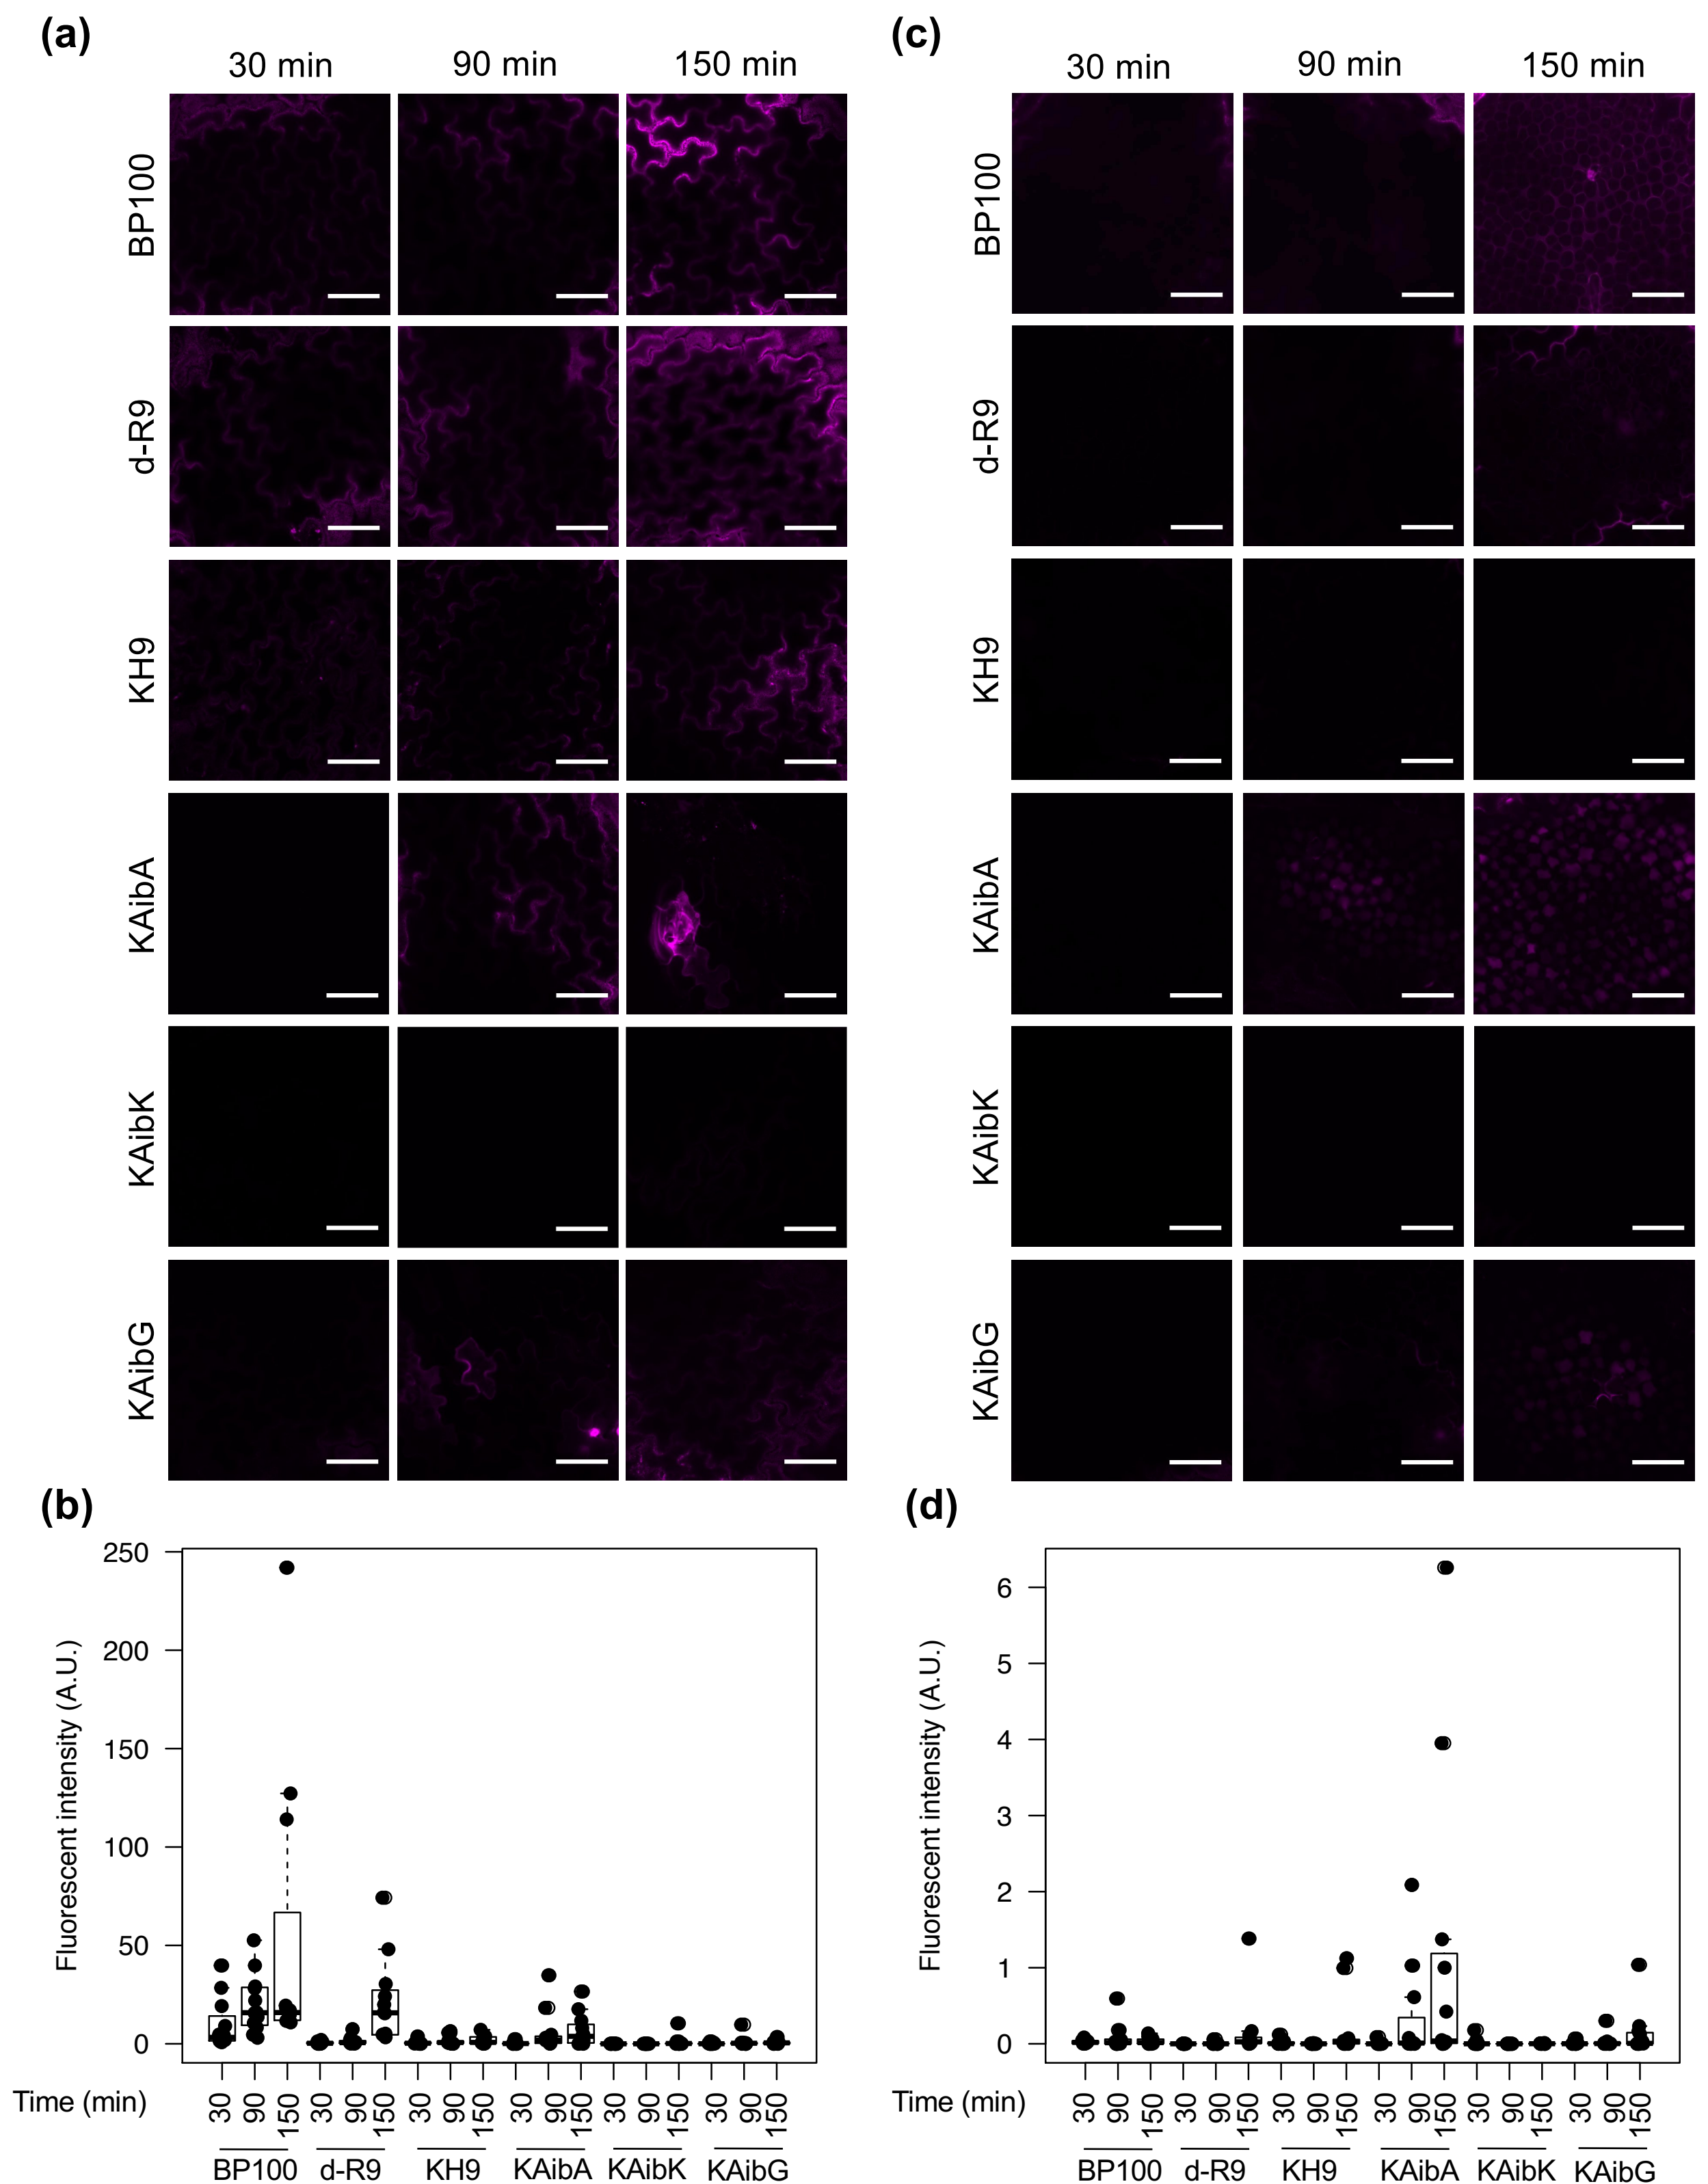 (a)
30 min 90 min 150 min
BP100
d-R9
KH9
KAibA
KAibK
KAibG
(c)
30 min 90 min 150 min
BP100
d-R9
KH9
KAibA
KAibK
KAibG
(b)
Fluorescent intensity (A.U.)
250
200
150
100
50
0
Time (min)
30 90 150 30 90 150 30 90 150 30 90 150 30 90 150 30 90 150
BP100 d-R9 KH9 KAibA KAibK KAibG
(d)
Fluorescent intensity (A.U.)
6
5
4
3
2
1
0
Time (min)
30 90 150 30 90 150 30 90 150 30 90 150 30 90 150 30 90 150
BP100 d-R9 KH9 KAibA KAibK KAibG